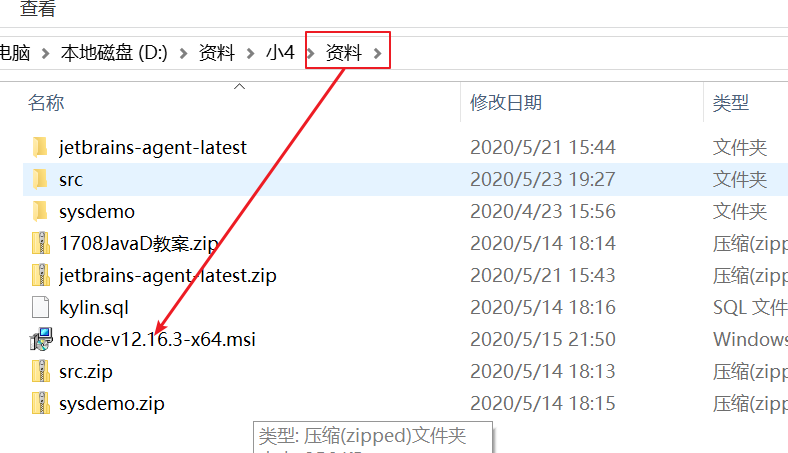 查看
电脑 > 本地磁盘 (D:) > 资料 > 小4 > 资料 >
名称 修改日期 类型
jetbrains-agent-latest 2020/5/21 15:44 文件夹
src 2020/5/23 19:27 文件夹
sysdemo 2020/4/23 15:56 文件夹
1708JavaD教案.zip 2020/5/14 18:14 压缩(zipp
jetbrains-agent-latest.zip 2020/5/21 15:43 压缩(zipp
kylin.sql 2020/5/14 18:16 SQL 文件
node-v12.16.3-x64.msi 2020/5/15 21:50 Windows
src.zip 2020/5/14 18:13 压缩(zipp
sysdemo.zip 2020/5/14 18:15 压缩(zipp
类型: 压缩(zipped)文件夹